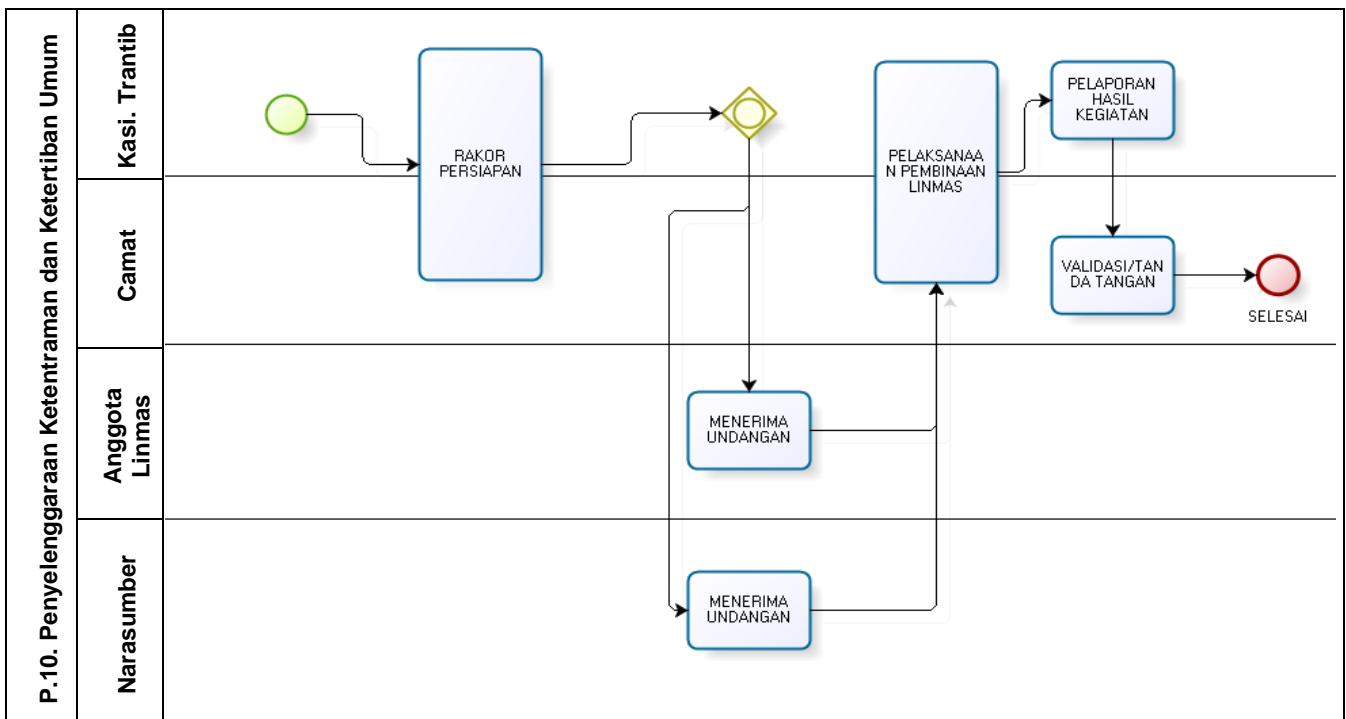 P.10. Penyelenggaraan Ketentraman dan Ketertiban Umum
Kasi. Trantib
RAKOR
PERSIAPAN
PELAKSANAA
N PEMBINAAN
LINMAS
PELAPORAN
HASIL
KEGIATAN
Camat
VALIDASI/TAN
DA TANGAN
SELESAI
Anggota
Linmas
MENERIMA
UNDANGAN
Narasumber
MENERIMA
UNDANGAN